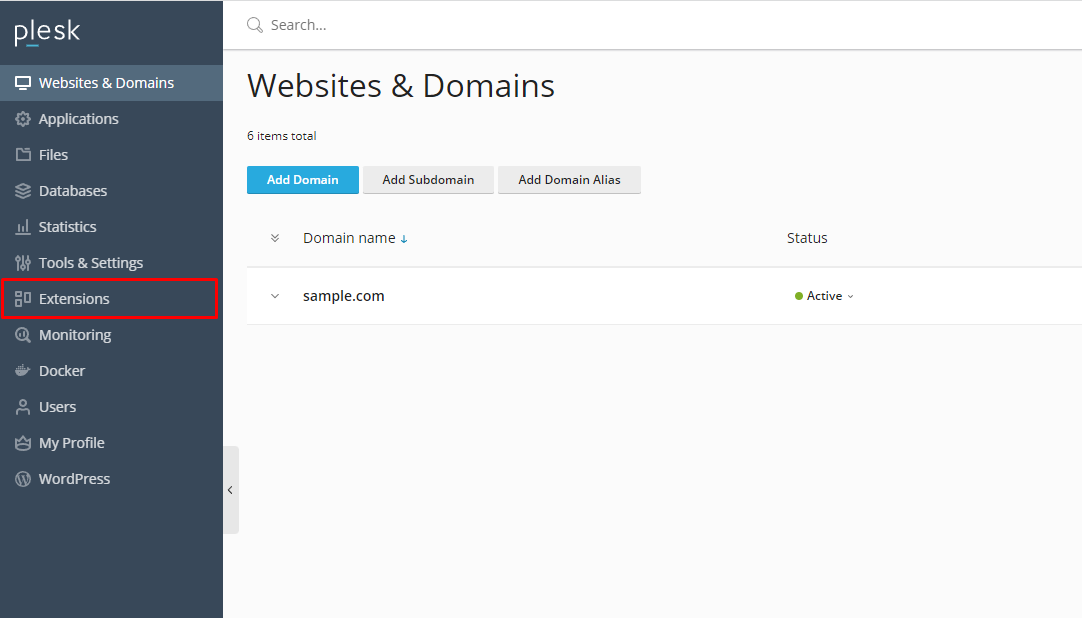 plesk
Search...
Websites & Domains
Applications
Files
Databases
Statistics
Tools & Settings
Extensions
Monitoring
Docker
Users
My Profile
WordPress
Websites & Domains
6 items total
Add Domain Add Subdomain Add Domain Alias
Domain name ↓ Status
sample.com Active